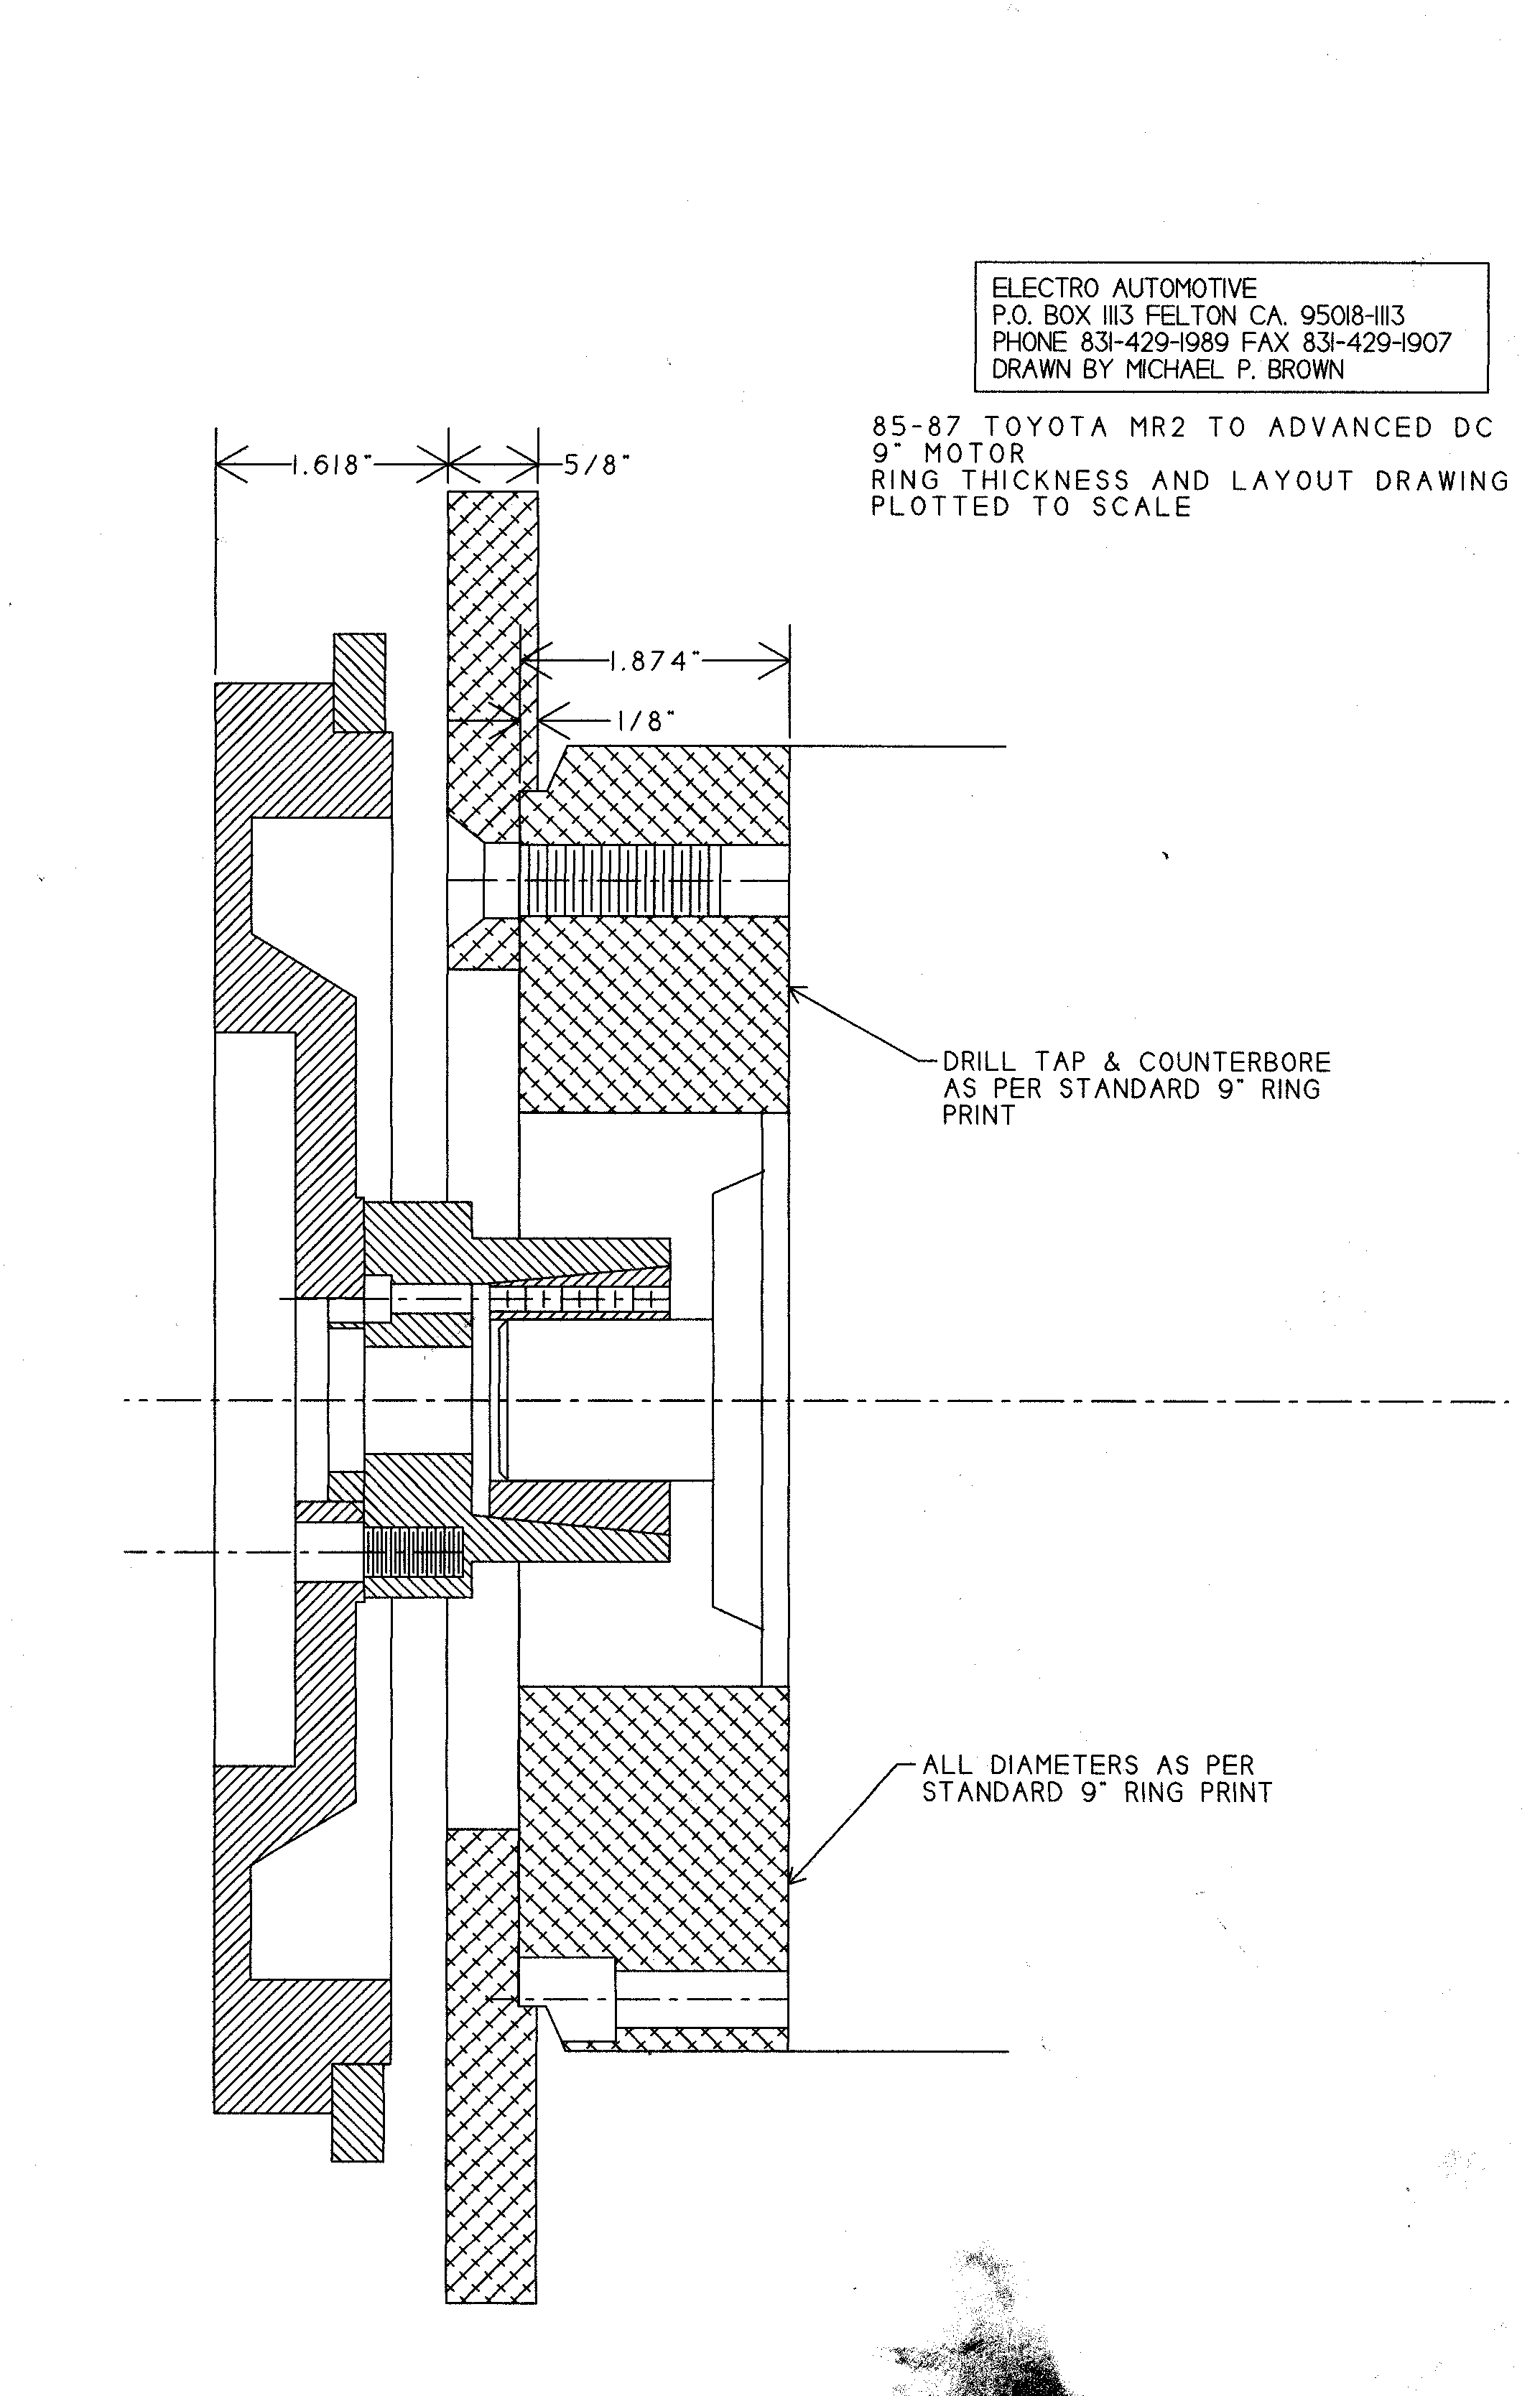 ELECTRO AUTOMOTIVE
P.O. BOX 1113 FELTON CA. 95018-1113
PHONE 831-429-1989 FAX 831-429-1907
DRAWN BY MICHAEL P. BROWN
85-87 TOYOTA MR2 TO ADVANCED DC
9" MOTOR
RING THICKNESS AND LAYOUT DRAWING
PLOTTED TO SCALE
1.618"
5/8"
1.874"
1/8"
DRILL TAP & COUNTERBORE
AS PER STANDARD 9" RING
PRINT
ALL DIAMETERS AS PER
STANDARD 9" RING PRINT